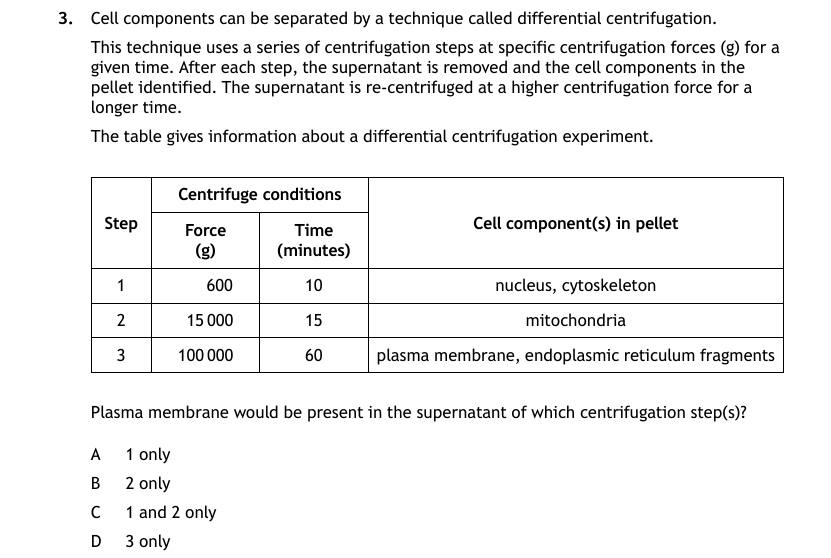 3. Cell components can be separated by a technique called differential centrifugation.
This technique uses a series of centrifugation steps at specific centrifugation forces (g) for a
given time. After each step, the supernatant is removed and the cell components in the
pellet identified. The supernatant is re-centrifuged at a higher centrifugation force for a
longer time.
The table gives information about a differential centrifugation experiment.
Step
Centrifuge conditions
Cell component(s) in pellet
Force
(g)
Time
(minutes)
1 600 10 nucleus, cytoskeleton
2 15 000 15 mitochondria
3 100 000 60 plasma membrane, endoplasmic reticulum fragments
Plasma membrane would be present in the supernatant of which centrifugation step(s)?
A 1 only
B 2 only
C 1 and 2 only
D 3 only